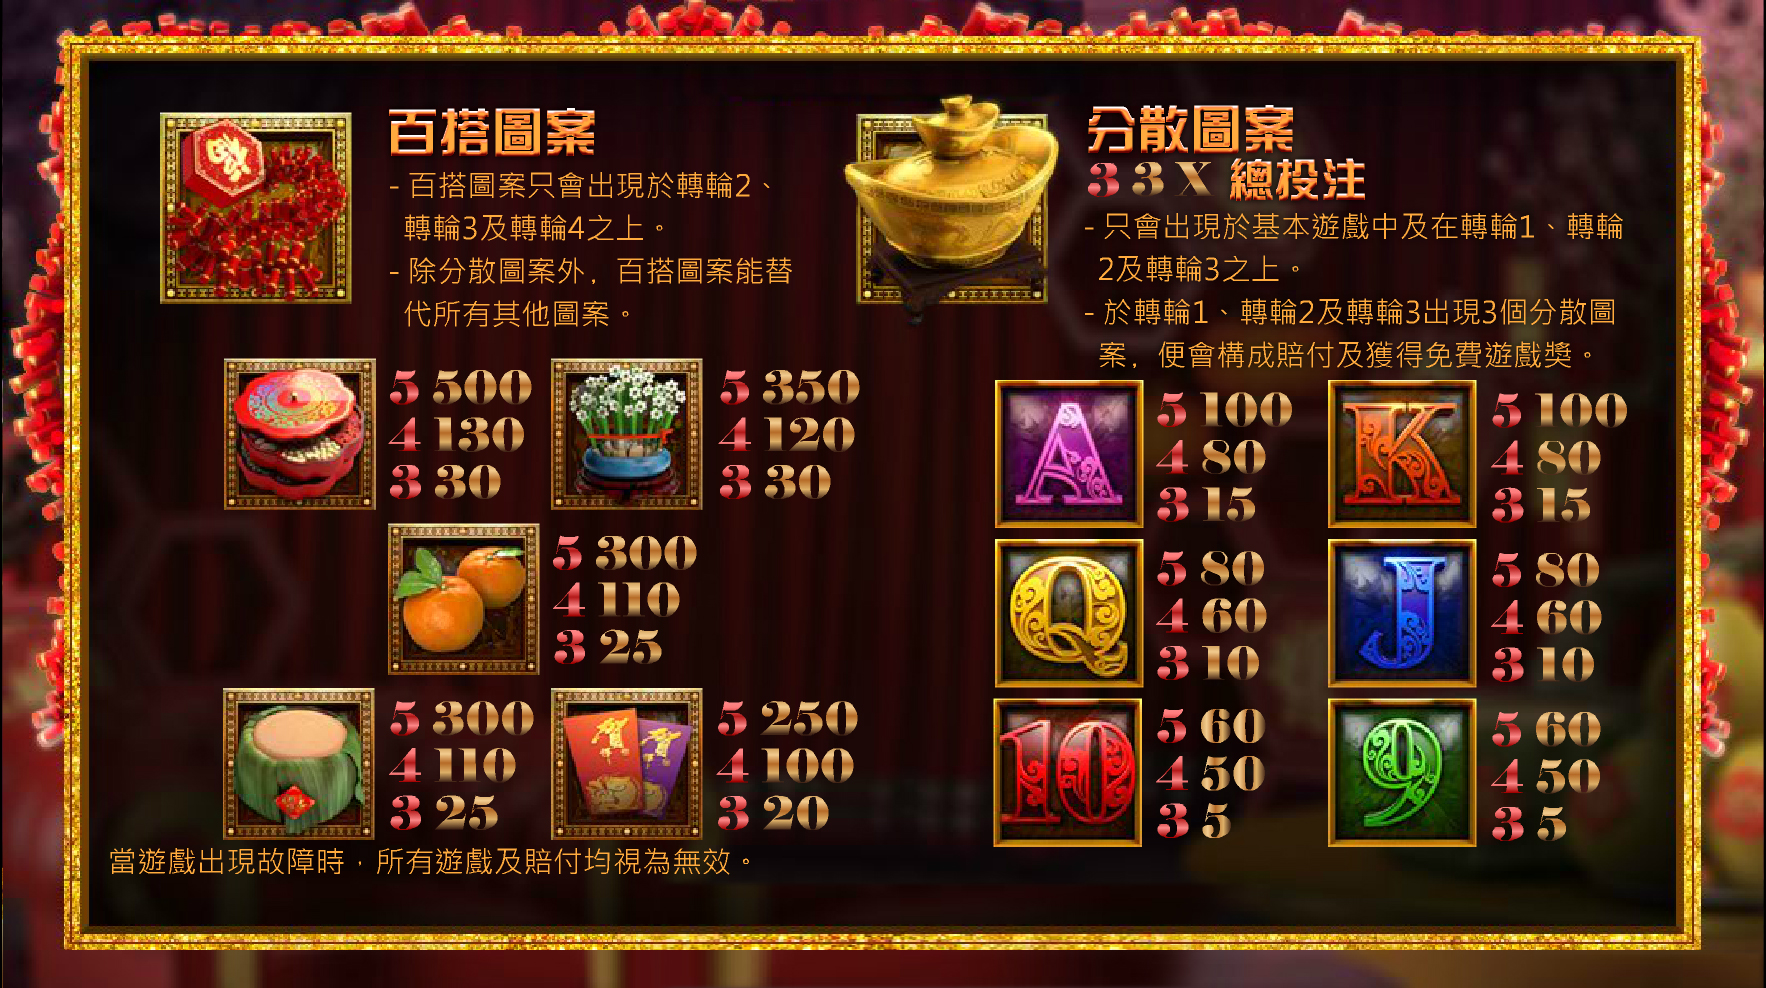 百搭圖案
- 百搭圖案只會出現於轉輪2、
轉輪3及轉輪4之上。
- 除分散圖案外，百搭圖案能替
代所有其他圖案。
分散圖案
3 3X 總投注
- 只會出現於基本遊戲中及在轉輪1、轉輪
2及轉輪3之上。
- 於轉輪1、轉輪2及轉輪3出現3個分散圖
案，便會構成賠付及獲得免費遊戲獎。
5 500
4 130
3 30
5 350
4 120
3 30
5 300
4 110
3 25
5 300
4 110
3 25
賀
賀
5 250
4 100
3 20
A
5 100
4 80
3 15
K
5 100
4 80
3 15
Q
5 80
4 60
3 10
J
5 80
4 60
3 10
10
5 60
4 50
3 5
9
5 60
4 50
3 5
當遊戲出現故障時，所有遊戲及賠付均視為無效。